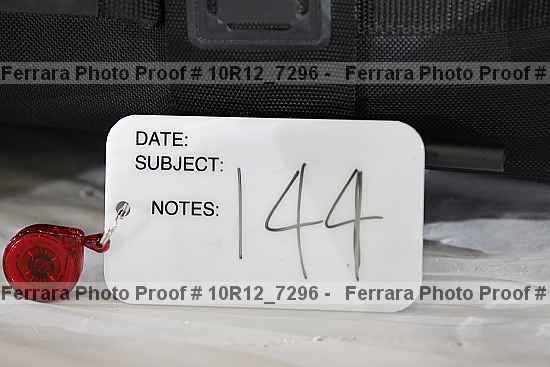 Ferrara Photo Proof # 10R12_7296 - Ferrara Photo Proof #
DATE:
SUBJECT:
NOTES:
144
Ferrara Photo Proof # 10R12_7296 - Ferrara Photo Proof #